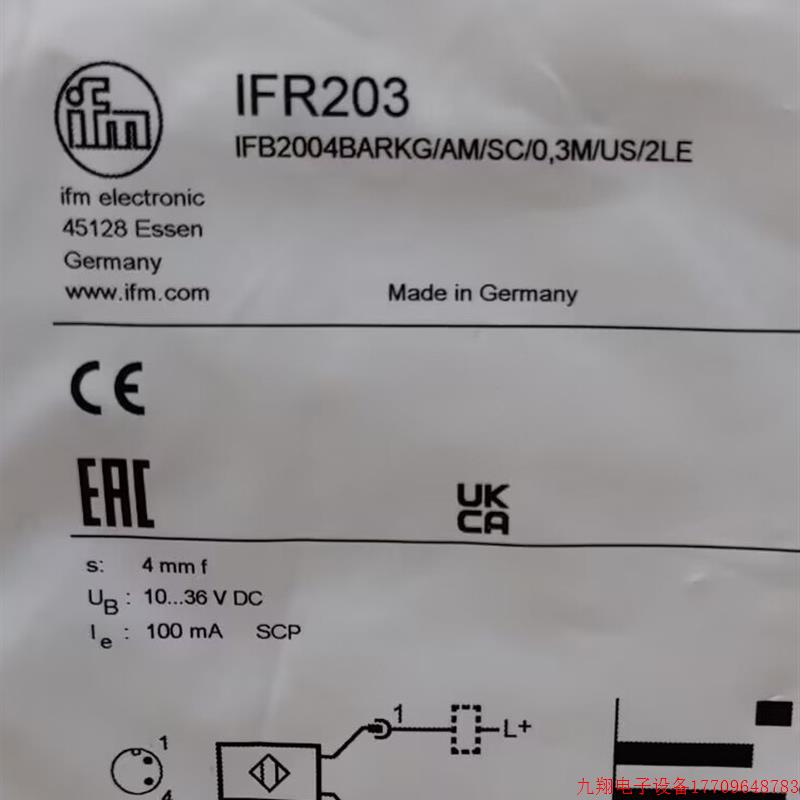 ifm
IFR203
IFB2004BARKG/AM/SC/0,3M/US/2LE
ifm electronic
45128 Essen
Germany
www.ifm.com
Made in Germany
CE
EAC
UK
CA
s: 4 mm f
UB : 10...36 V DC
Ie : 100 mA SCP
1
L+
1
4
九翔电子设备17709648783